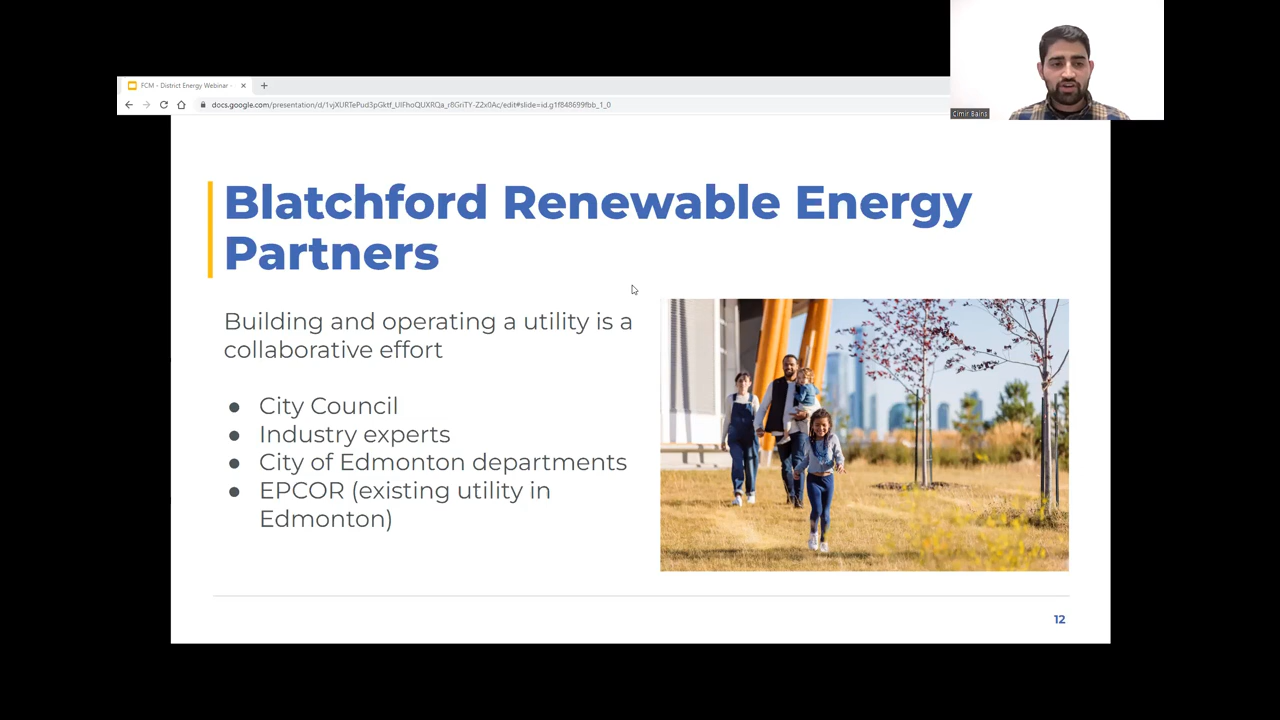 FCM - District Energy Webinar -
docs.google.com/presentation/d/1vjXURTePud3pGktf_UIFhoQUXRQa_r8GriTY-Z2x0Ac/edit#slide=id.g1f848699fbb_1_0
Cimir Bains
Blatchford Renewable Energy
Partners
Building and operating a utility is a
collaborative effort
● City Council
● Industry experts
● City of Edmonton departments
● EPCOR (existing utility in
Edmonton)
12